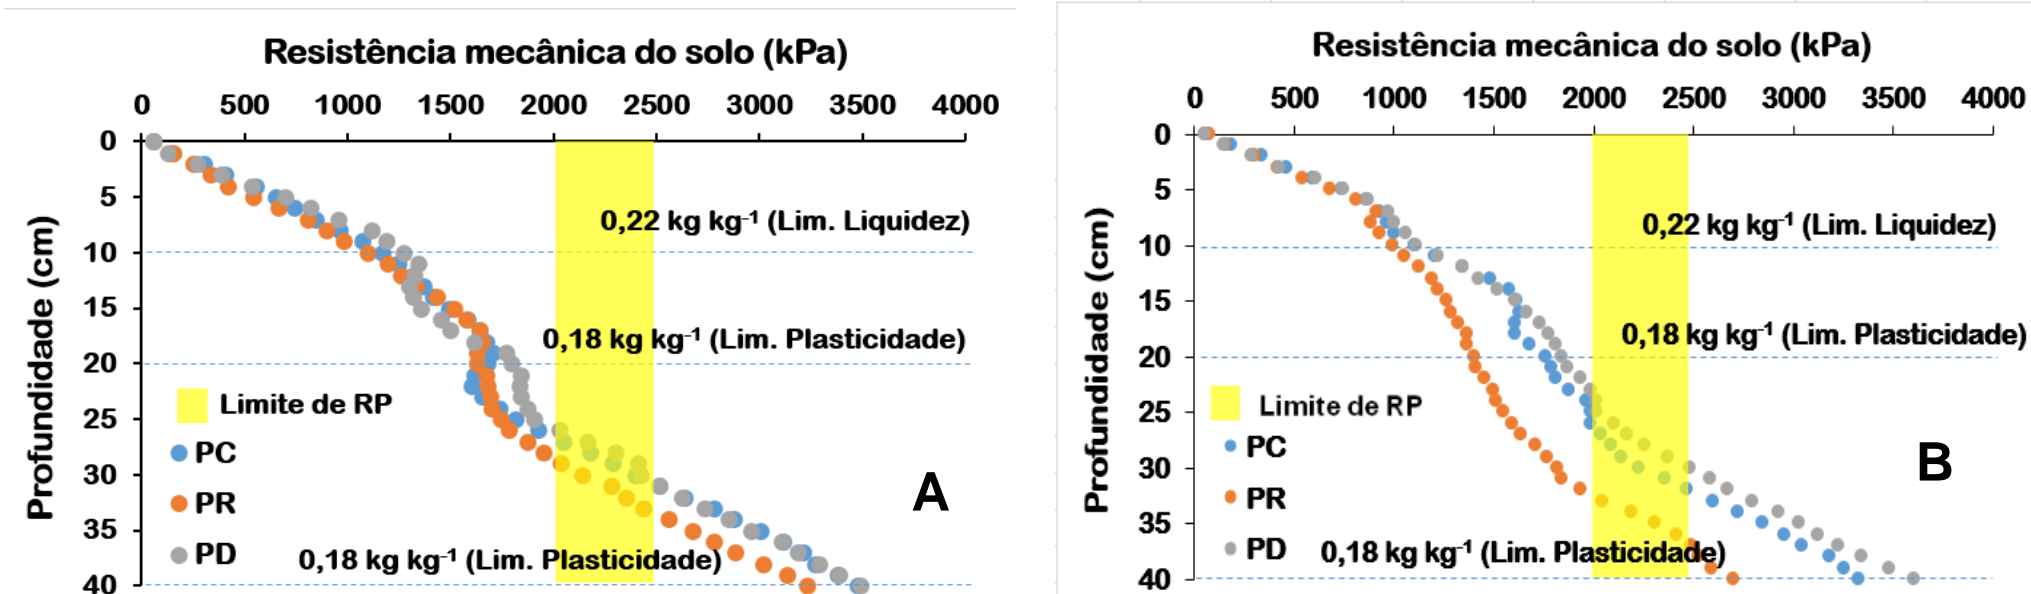 Resistência mecânica do solo (kPa)
0 500 1000 1500 2000 2500 3000 3500 4000
Profundidade (cm)
0
5
10
15
20
25
30
35
40
0,22 kg kg⁻¹ (Lim. Liquidez)
0,18 kg kg⁻¹ (Lim. Plasticidade)
Limite de RP
PC
PR
PD
0,18 kg kg⁻¹ (Lim. Plasticidade)
A
Resistência mecânica do solo (kPa)
0 500 1000 1500 2000 2500 3000 3500 4000
Profundidade (cm)
0
5
10
15
20
25
30
35
40
0,22 kg kg⁻¹ (Lim. Liquidez)
0,18 kg kg⁻¹ (Lim. Plasticidade)
Limite de RP
PC
PR
PD
0,18 kg kg⁻¹ (Lim. Plasticidade)
B